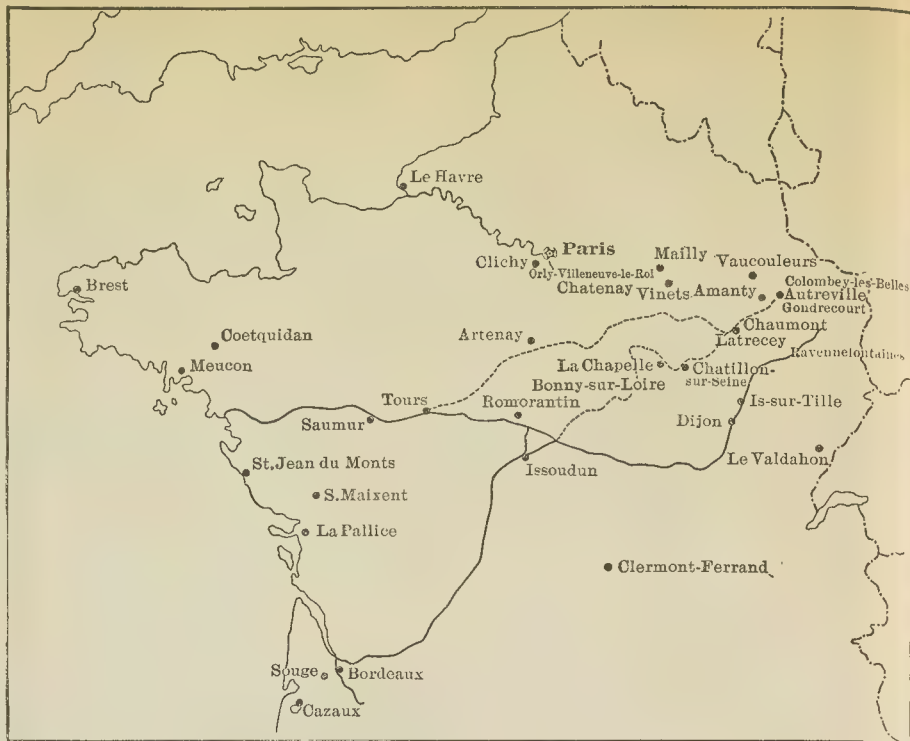 Le Havre
Paris
Clichy
Orly-Villeneuve-le-Roi
Mailly
Chatenay
Vinets
Vaucouleurs
Amanty
Colombey-les-Belles
Autreville
Gondrecourt
Brest
Coetquidan
Meucon
Artenay
Chaumont
Latrecey
La Chapelle
Bonny-sur-Loire
Chatillon-
sur-Seine
Ravennefontaines
Tours
Romorantin
Saumur
Is-sur-Tille
Dijon
Issoudun
Le Valdahon
St. Jean du Monts
S. Maixent
La Pallice
Clermont-Ferrand
Souge
Bordeaux
Cazaux